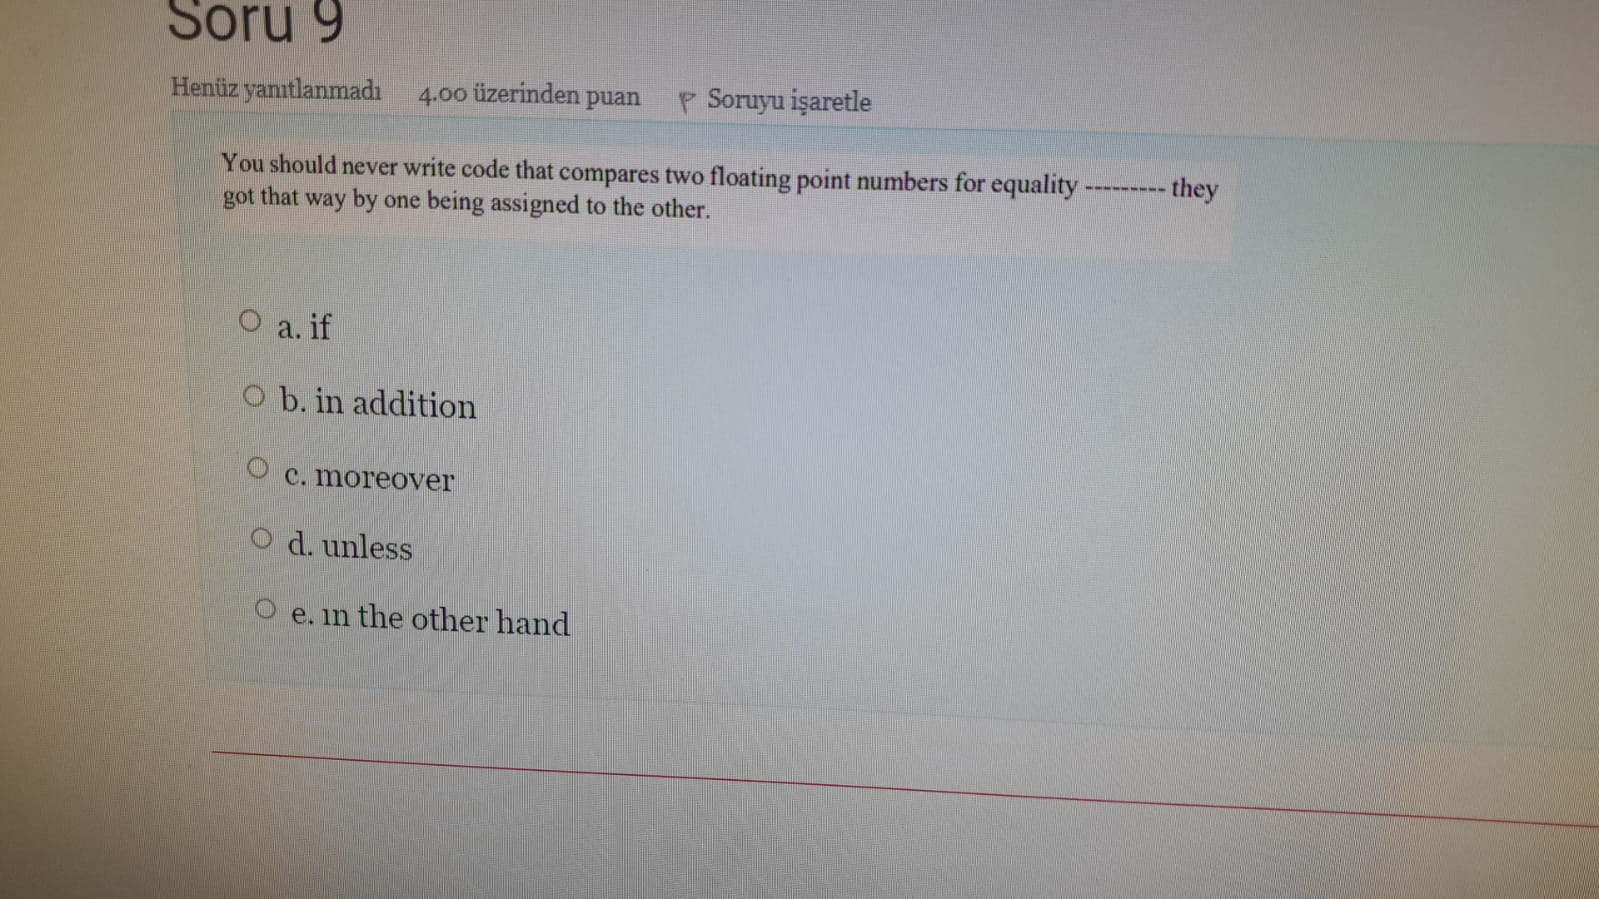 Soru 9
Henüz yanıtlanmadı 4.00 üzerinden puan Soruyu işaretle
You should never write code that compares two floating point numbers for equality --------- they
got that way by one being assigned to the other.
a. if
b. in addition
c. moreover
d. unless
e. ın the other hand